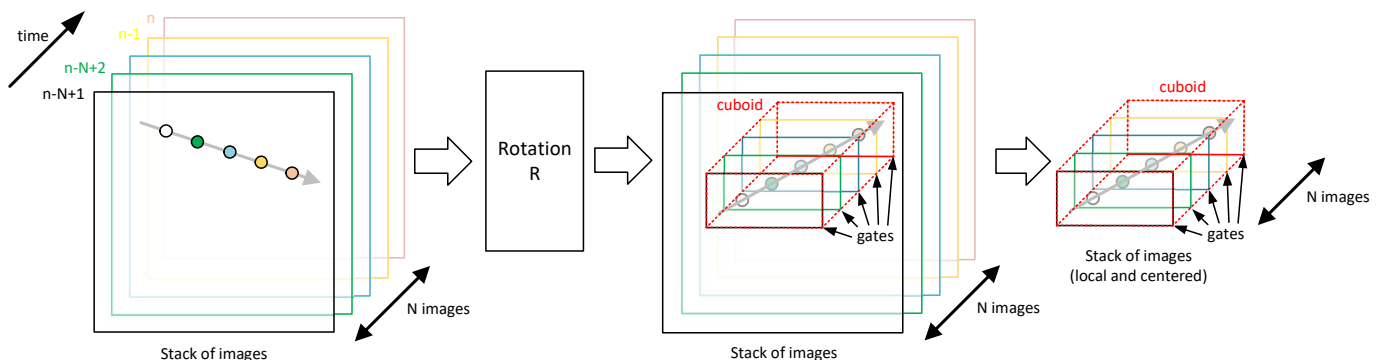 time
n
n-1
n-N+2
n-N+1
N images
Stack of images
Rotation
R
cuboid
gates
N images
Stack of images
cuboid
gates
N images
Stack of images
(local and centered)